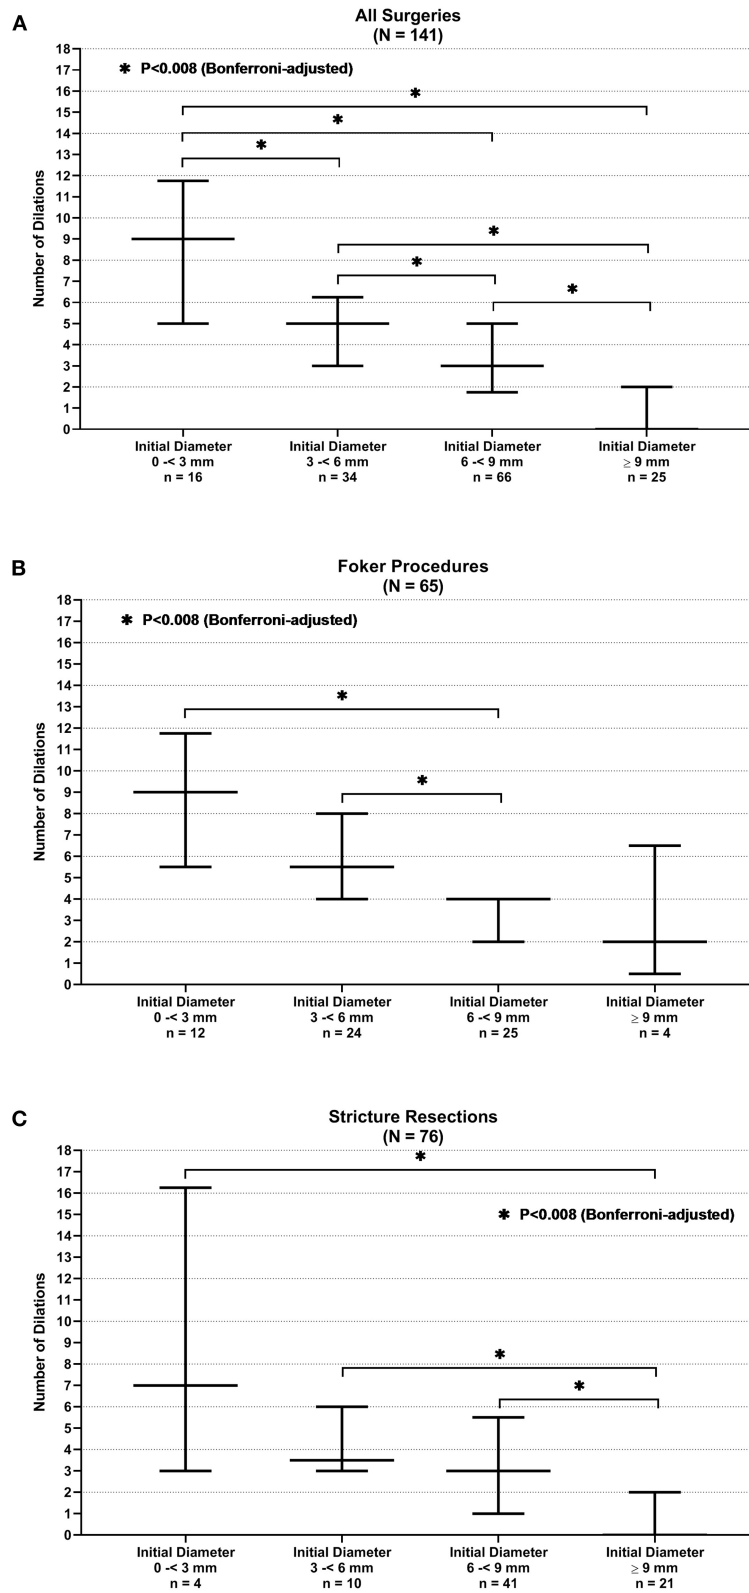 A
All Surgeries
(N = 141)
18
17
16
15
14
13
12
11
10
9
8
7
6
5
4
3
2
1
0
Number of Dilations
* P<0.008 (Bonferroni-adjusted)
*
*
*
*
*
*
Initial Diameter Initial Diameter Initial Diameter Initial Diameter
0 -< 3 mm 3 -< 6 mm 6 -< 9 mm ≥ 9 mm
n = 16 n = 34 n = 66 n = 25
B
Foker Procedures
(N = 65)
18
17
16
15
14
13
12
11
10
9
8
7
6
5
4
3
2
1
0
Number of Dilations
* P<0.008 (Bonferroni-adjusted)
*
*
Initial Diameter Initial Diameter Initial Diameter Initial Diameter
0 -< 3 mm 3 -< 6 mm 6 -< 9 mm ≥ 9 mm
n = 12 n = 24 n = 25 n = 4
C
Stricture Resections
(N = 76)
18
17
16
15
14
13
12
11
10
9
8
7
6
5
4
3
2
1
0
Number of Dilations
*
* P<0.008 (Bonferroni-adjusted)
*
*
Initial Diameter Initial Diameter Initial Diameter Initial Diameter
0 -< 3 mm 3 -< 6 mm 6 -< 9 mm ≥ 9 mm
n = 4 n = 10 n = 41 n = 21